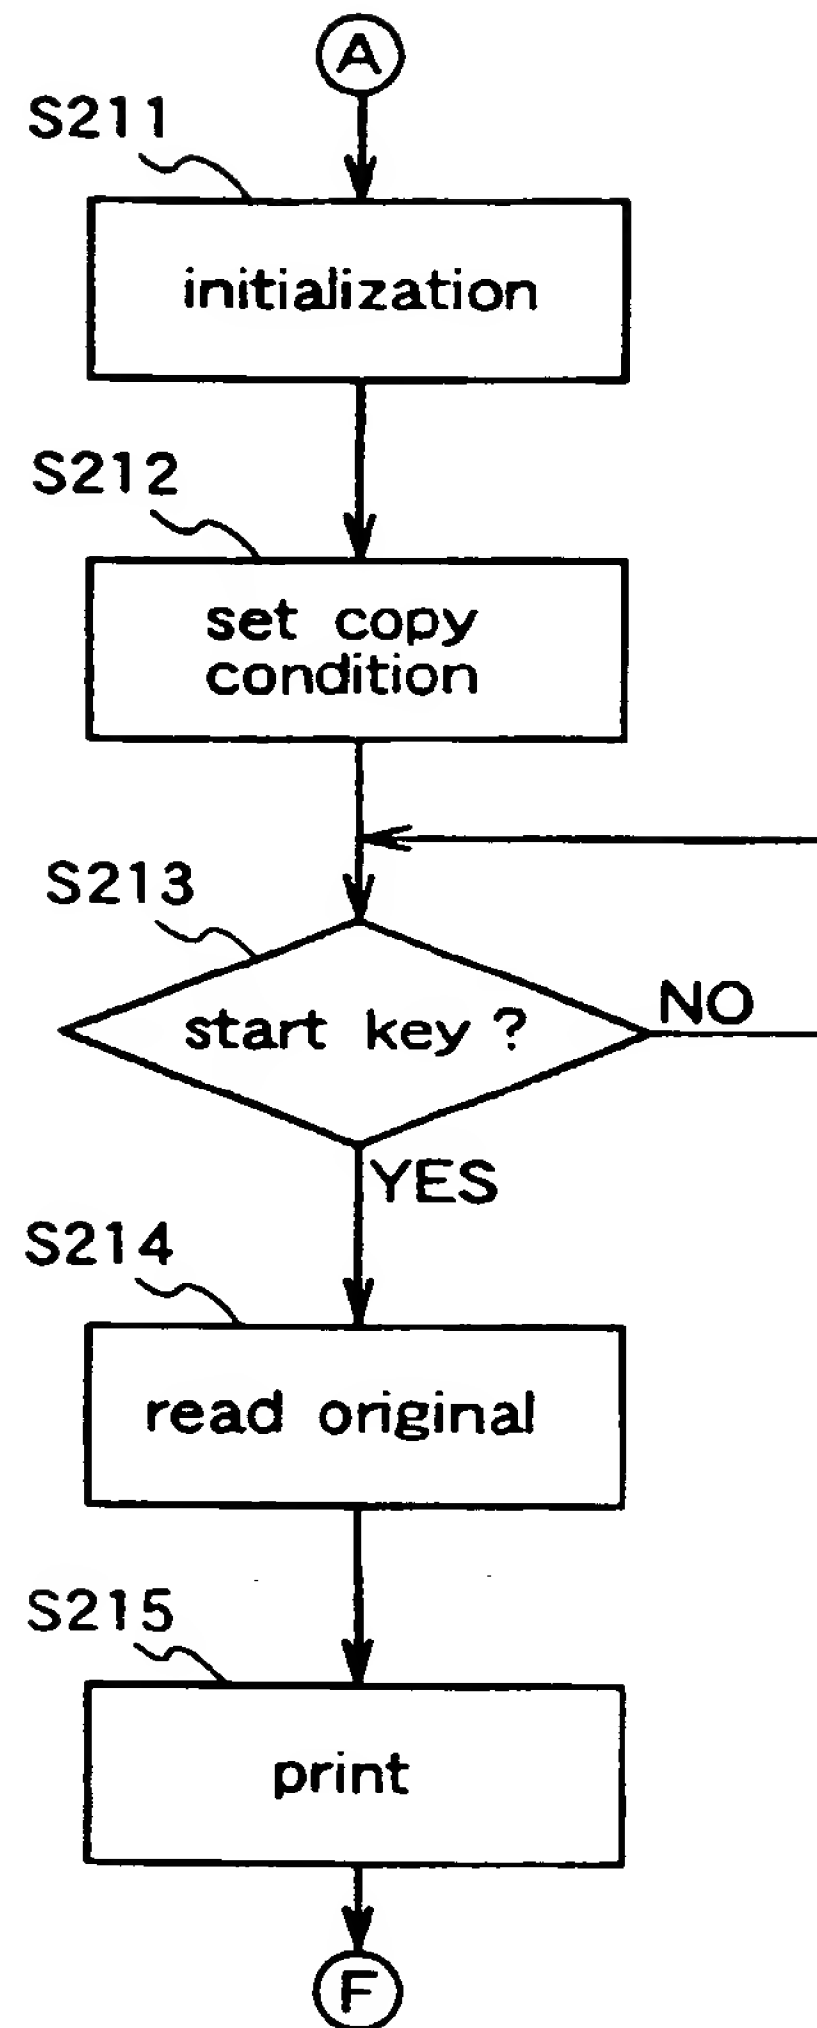 A
S211
initialization
S212
set copy
condition
S213
start key ?
NO
YES
S214
read original
S215
print
F